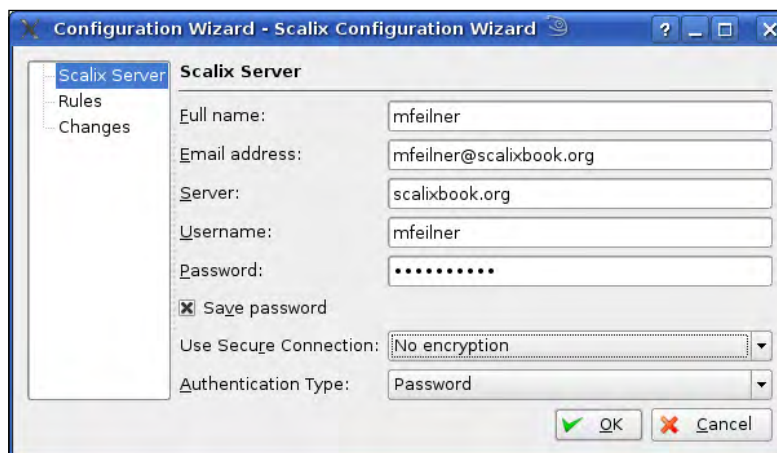 Configuration Wizard - Scalix Configuration Wizard
Scalix Server
Rules
Changes
Scalix Server
Full name: mfeilner
Email address: mfeilner@scalixbook.org
Server: scalixbook.org
Username: mfeilner
Password: ••••••••••
Save password
Use Secure Connection: No encryption
Authentication Type: Password
OK Cancel